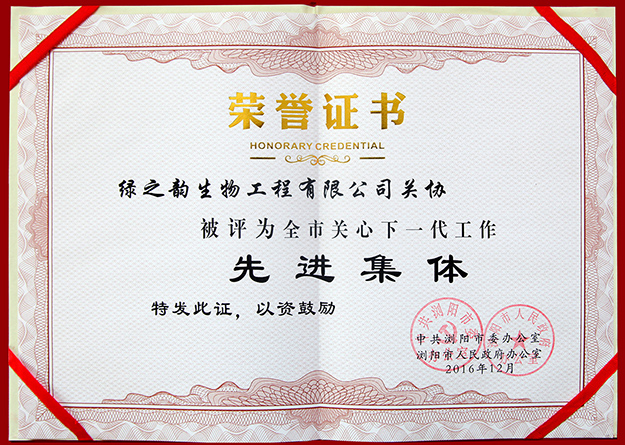 荣誉证书
HONORARY CREDENTIAL
绿之韵生物工程有限公司关协
被评为全市关心下一代工作
先进集体
特发此证，以资鼓励
中共浏阳市委办公室
浏阳市人民政府办公室
2016年12月